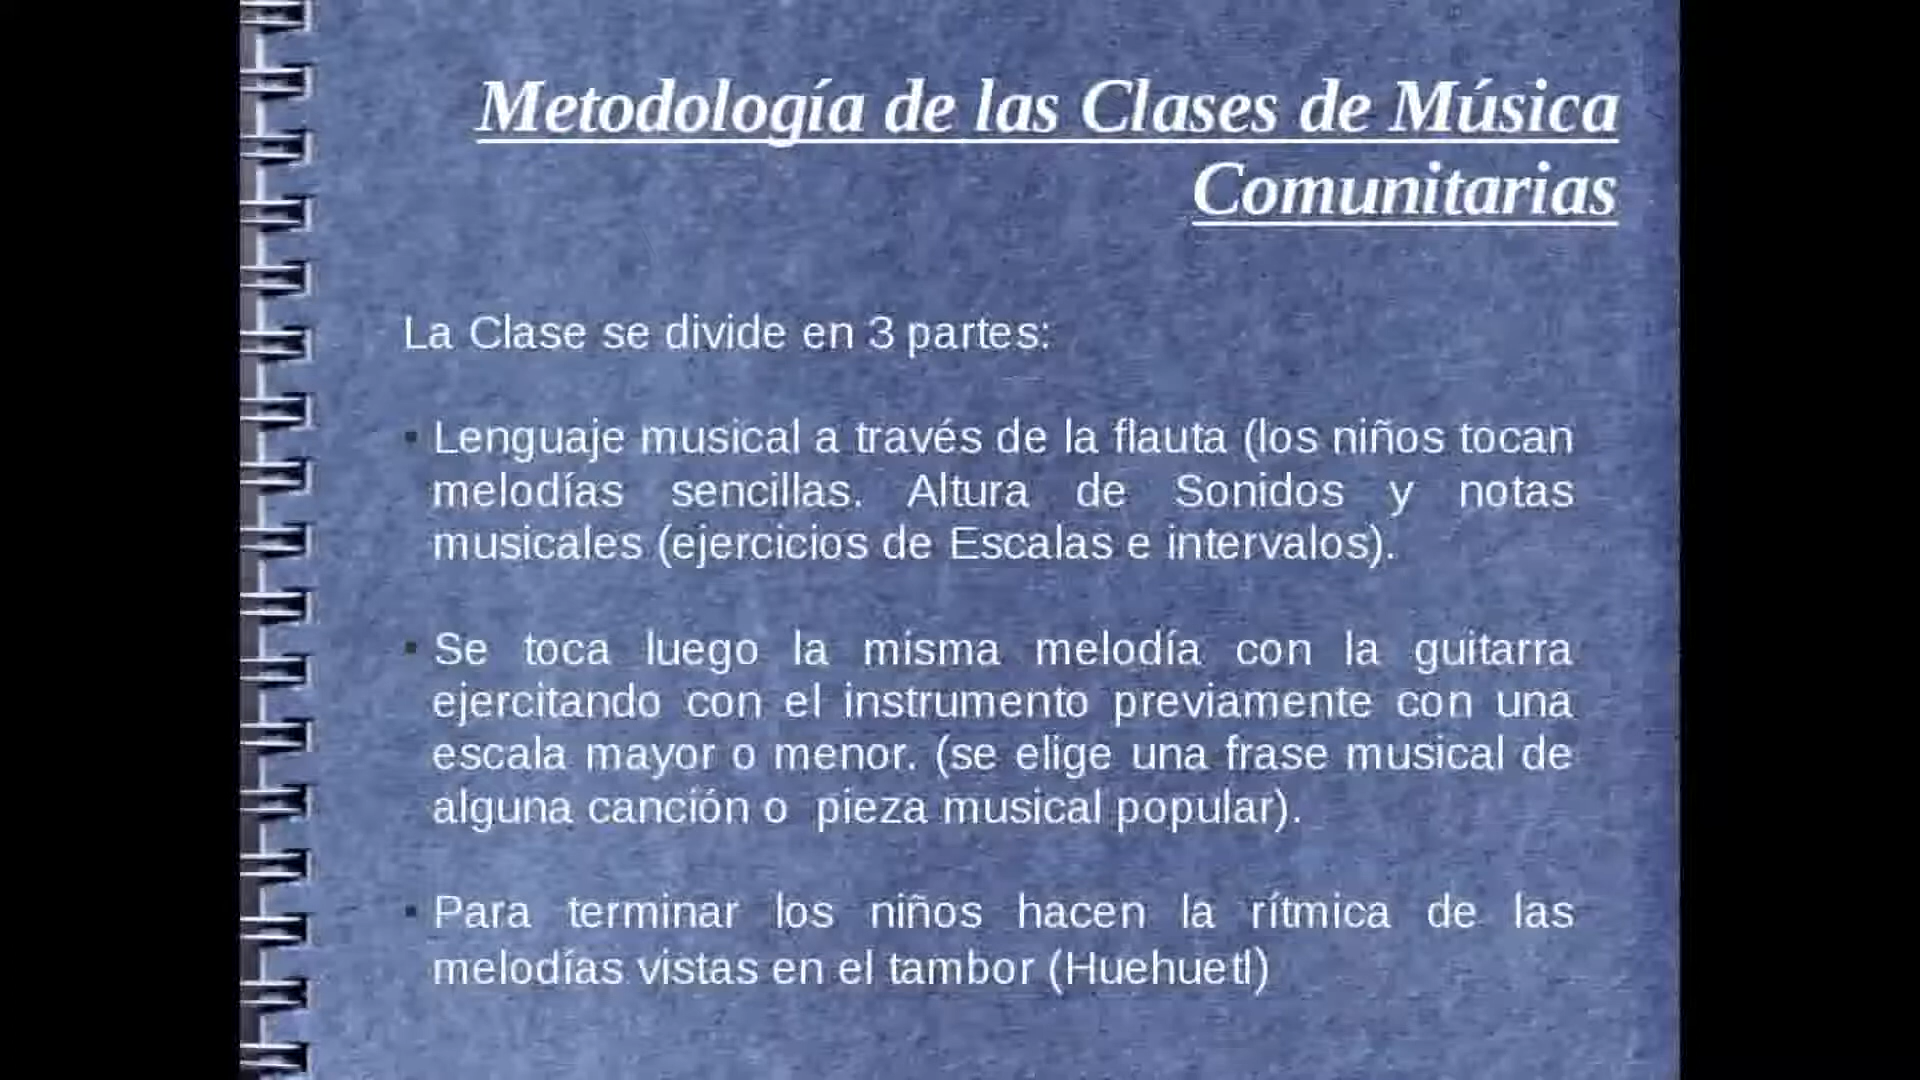 Metodología de las Clases de Música
Comunitarias
La Clase se divide en 3 partes:
▪ Lenguaje musical a través de la flauta (los niños tocan
melodías sencillas. Altura de Sonidos y notas
musicales (ejercicios de Escalas e intervalos).
▪ Se toca luego la misma melodía con la guitarra
ejercitando con el instrumento previamente con una
escala mayor o menor. (se elige una frase musical de
alguna canción o  pieza musical popular).
▪ Para terminar los niños hacen la rítmica de las
melodías vistas en el tambor (Huehuetl)